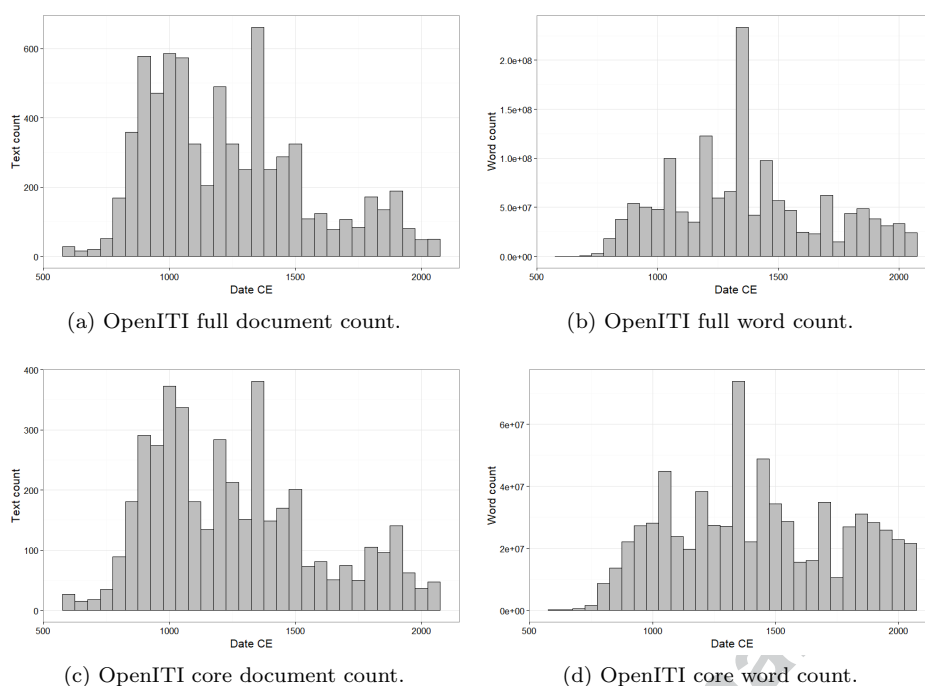 600
400
200
0
Text count
500
1000
1500
2000
Date CE
(a) OpenITI full document count.
2.0e+08
1.5e+08
1.0e+08
5.0e+07
0.0e+00
Word count
500
1000
1500
2000
Date CE
(b) OpenITI full word count.
400
300
200
100
0
Text count
500
1000
1500
2000
Date CE
(c) OpenITI core document count.
6e+07
4e+07
2e+07
0e+00
Word count
500
1000
1500
2000
Date CE
(d) OpenITI core word count.